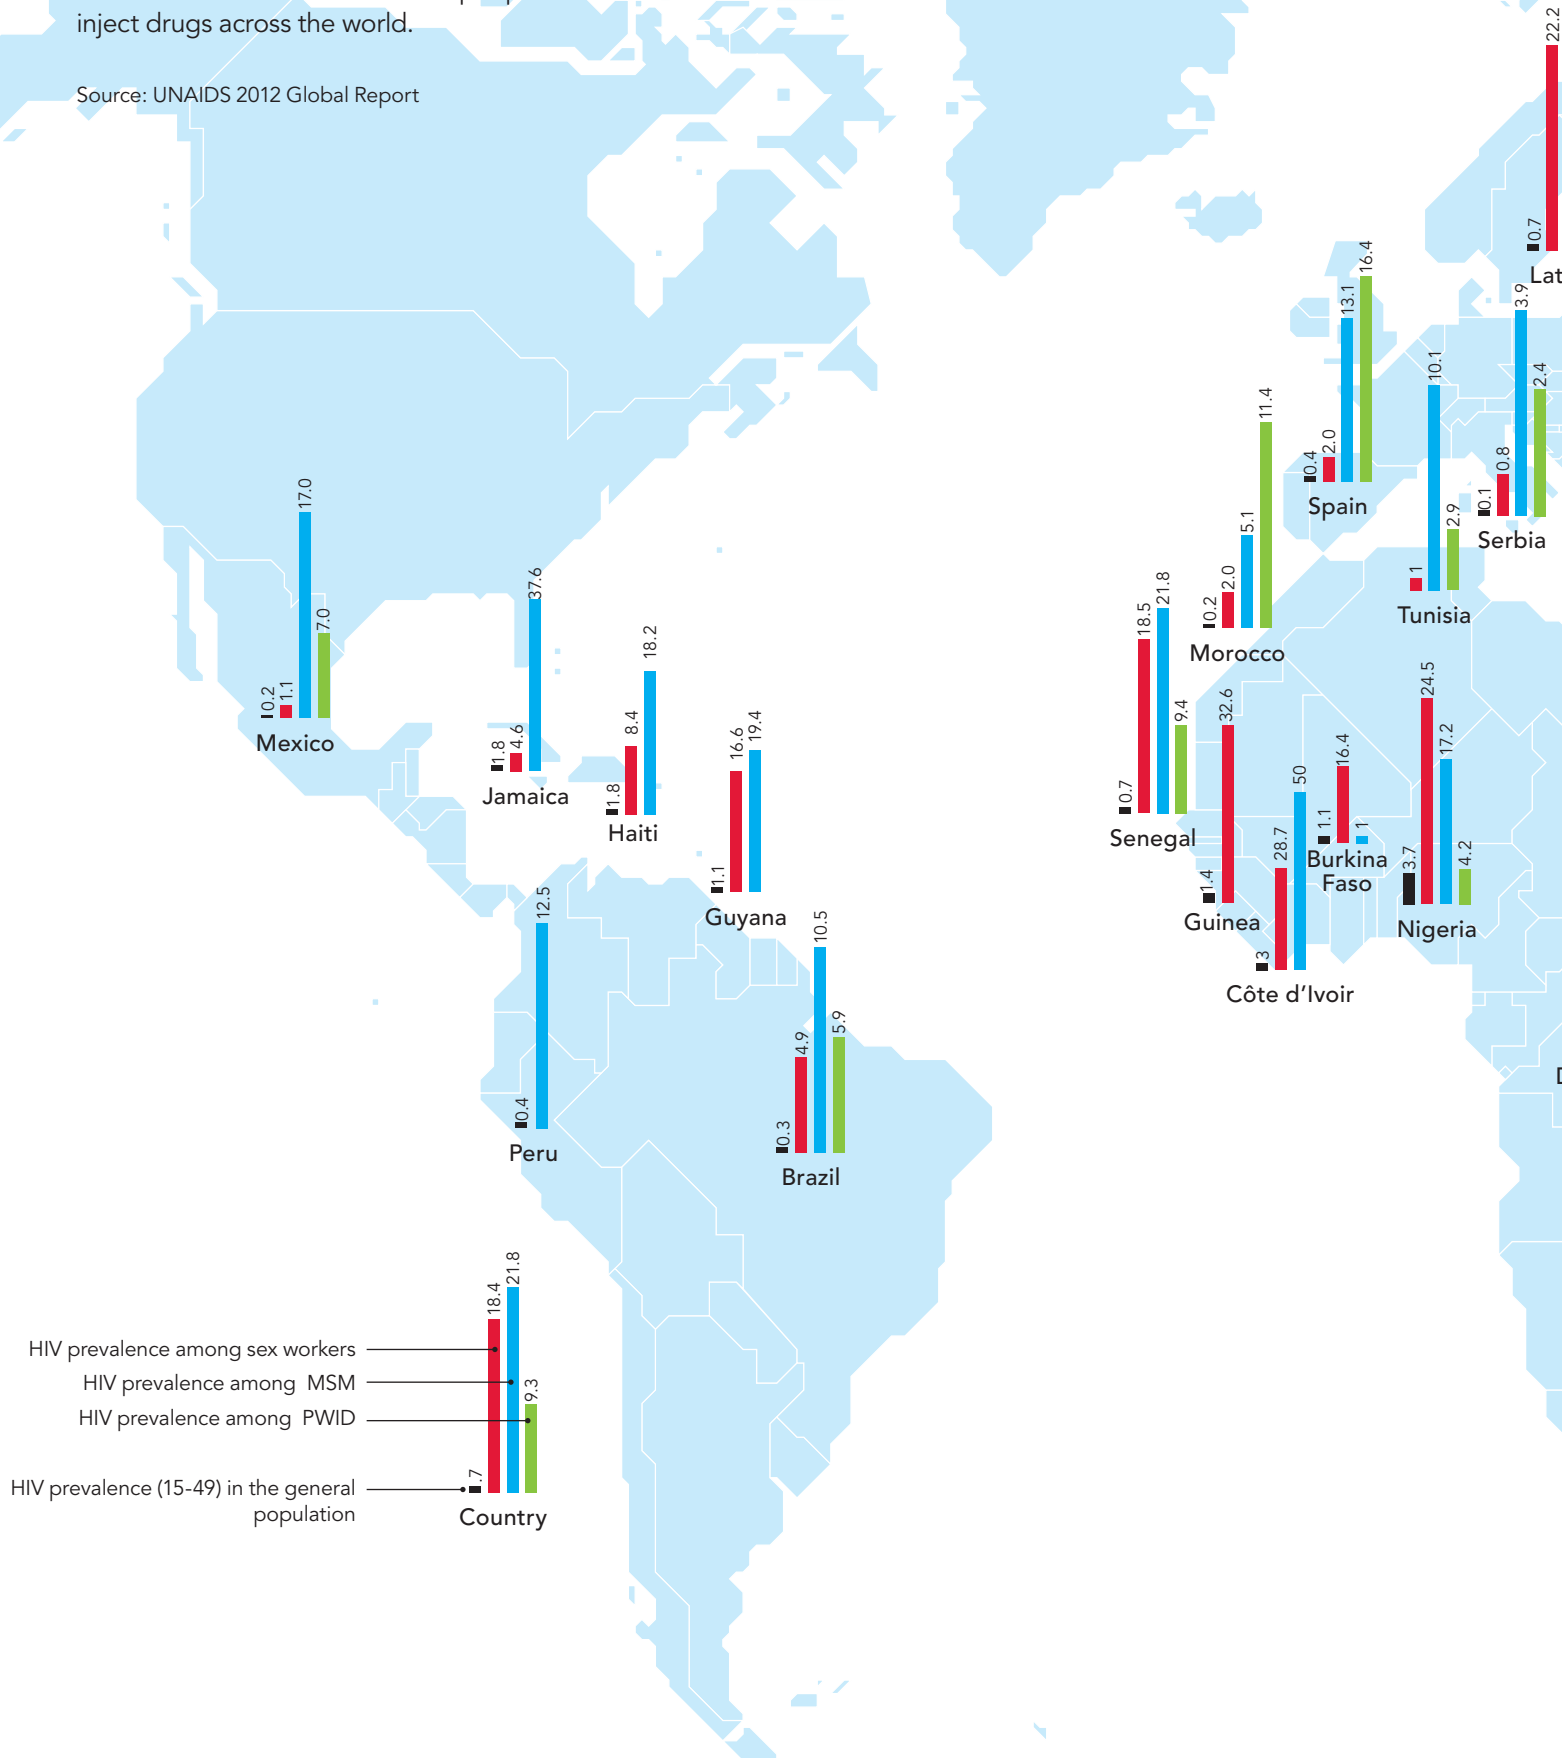 inject drugs across the world.
Source: UNAIDS 2012 Global Report
22.2
0.7
Lat
16.4
13.1
2.0
0.4
Spain
3.9
2.4
0.8
0.1
Serbia
10.1
2.9
1
Tunisia
11.4
5.1
2.0
0.2
Morocco
17.0
7.0
1.1
0.2
Mexico
37.6
4.6
1.8
Jamaica
18.2
8.4
1.8
Haiti
19.4
16.6
1.1
Guyana
21.8
18.5
9.4
0.7
Senegal
32.6
1.4
Guinea
50
28.7
3
Côte d’Ivoir
16.4
1.1
1
Burkina
Faso
24.5
17.2
4.2
3.7
Nigeria
12.5
0.4
Peru
10.5
5.9
4.9
0.3
Brazil
21.8
18.4
9.3
.7
HIV prevalence among sex workers
HIV prevalence among MSM
HIV prevalence among PWID
HIV prevalence (15-49) in the general
population
Country